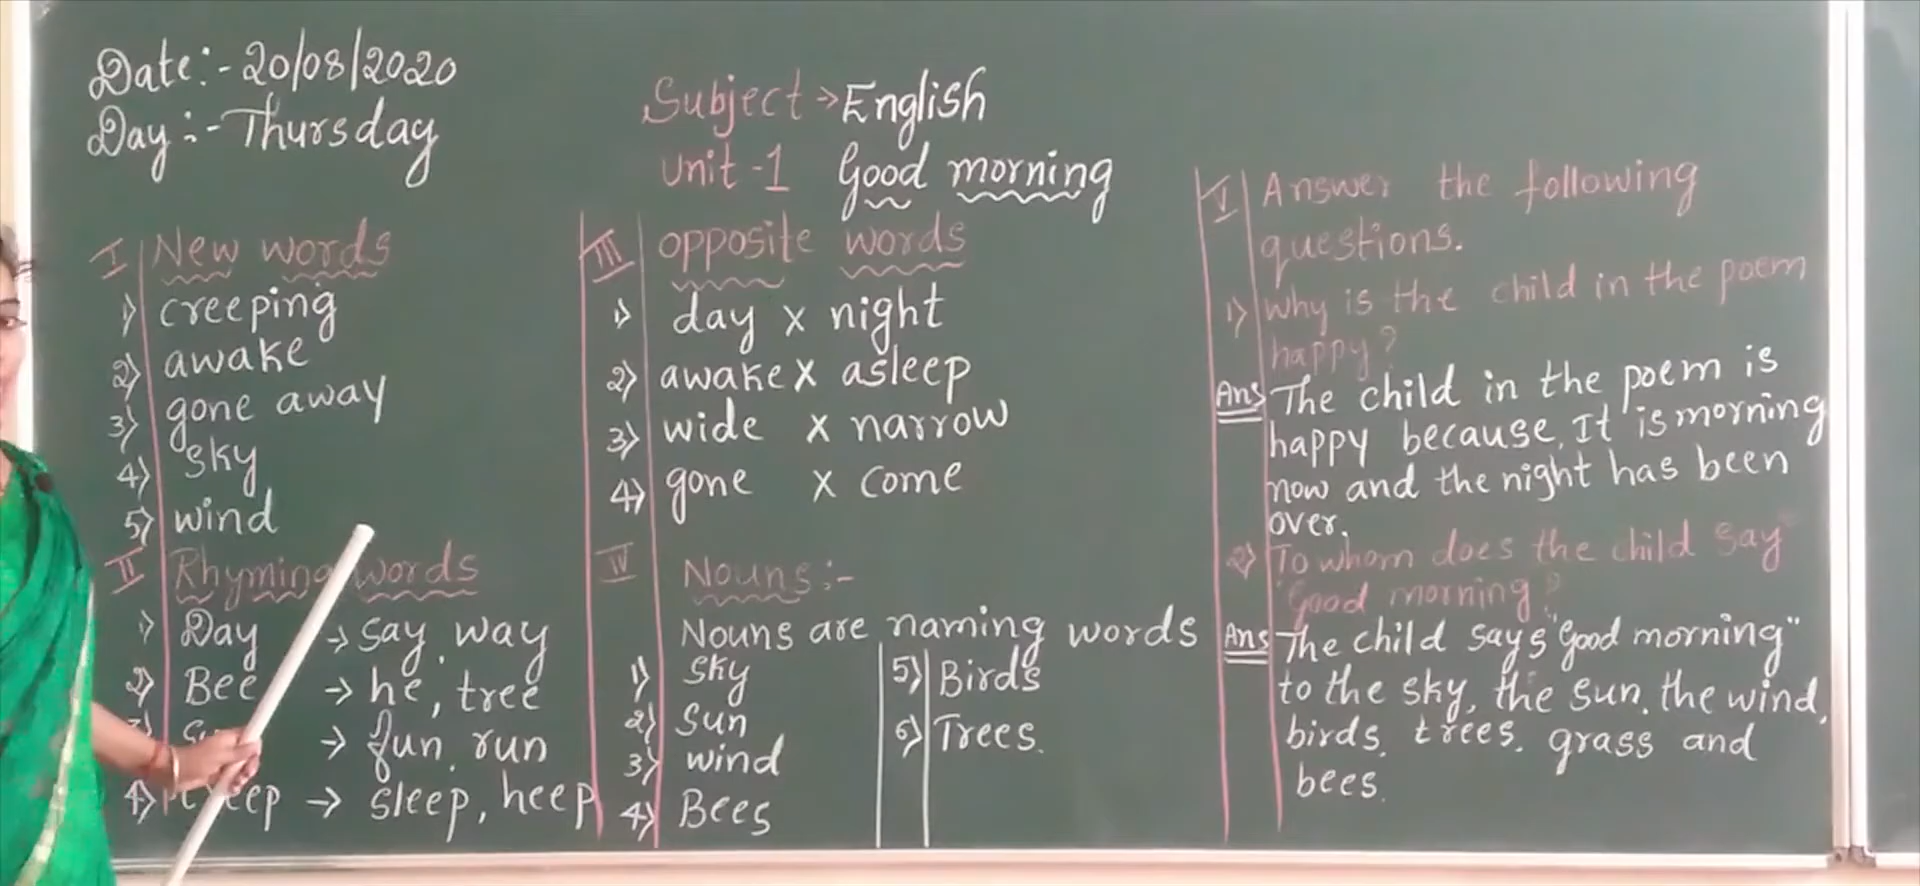 Date:- 20/08/2020
Day:- Thursday
Subject → English
Unit -1 Good morning
I New words
1) creeping
2) awake
3) gone away
4) sky
5) wind
II Rhyming words
1) Day → say, way
2) Bee → he, tree
→ fun, run
4) → sleep, heep
III opposite words
1) day x night
2) awake x asleep
3) wide x narrow
4) gone x come
IV Nouns:-
Nouns are naming words
1) Sky
2) Sun
3) wind
4) Bees
5) Birds
6) Trees.
V Answer the following
questions.
1) Why is the child in the poem
happy?
Ans The child in the poem is
happy because, It is morning
now and the night has been
over.
2) To whom does the child say
"Good morning?
Ans The child says "Good morning"
to the sky, the sun, the wind,
birds, trees, grass and
bees.